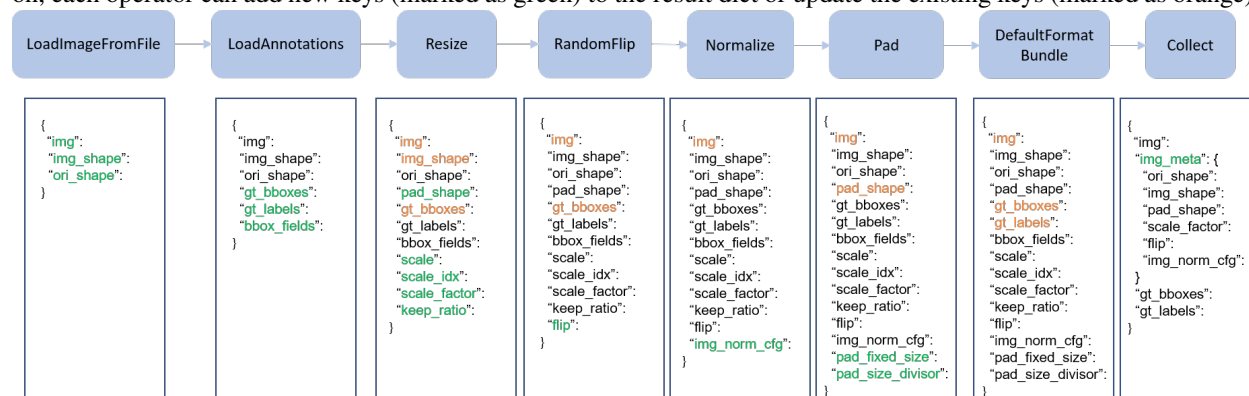 on, each operator can add new keys (marked as green) to the result dict or update the existing keys (marked as orange)
LoadImageFromFile
LoadAnnotations
Resize
RandomFlip
Normalize
Pad
DefaultFormat
Bundle
Collect
{
“img”:
“img_shape”:
“ori_shape”:
}
{
“img”:
“img_shape”:
“ori_shape”:
“gt_bboxes”:
“gt_labels”:
“bbox_fields”:
}
{
“img”:
“img_shape”:
“ori_shape”:
“pad_shape”:
“gt_bboxes”:
“gt_labels”:
“bbox_fields”:
“scale”:
“scale_idx”:
“scale_factor”:
“keep_ratio”:
}
{
“img”:
“img_shape”:
“ori_shape”:
“pad_shape”:
“gt_bboxes”:
“gt_labels”:
“bbox_fields”:
“scale”:
“scale_idx”:
“scale_factor”:
“keep_ratio”:
“flip”:
}
{
“img”:
“img_shape”:
“ori_shape”:
“pad_shape”:
“gt_bboxes”:
“gt_labels”:
“bbox_fields”:
“scale”:
“scale_idx”:
“scale_factor”:
“keep_ratio”:
“flip”:
“img_norm_cfg”:
}
{
“img”:
“img_shape”:
“ori_shape”:
“pad_shape”:
“gt_bboxes”:
“gt_labels”:
“bbox_fields”:
“scale”:
“scale_idx”:
“scale_factor”:
“keep_ratio”:
“flip”:
“img_norm_cfg”:
“pad_fixed_size”:
“pad_size_divisor”:
}
{
“img”:
“img_shape”:
“ori_shape”:
“pad_shape”:
“gt_bboxes”:
“gt_labels”:
“bbox_fields”:
“scale”:
“scale_idx”:
“scale_factor”:
“keep_ratio”:
“flip”:
“img_norm_cfg”:
“pad_fixed_size”:
“pad_size_divisor”:
}
{
“img”:
“img_meta”: {
“ori_shape”:
“img_shape”:
“pad_shape”:
“scale_factor”:
“flip”:
“img_norm_cfg”:
}
“gt_bboxes”:
“gt_labels”:
}